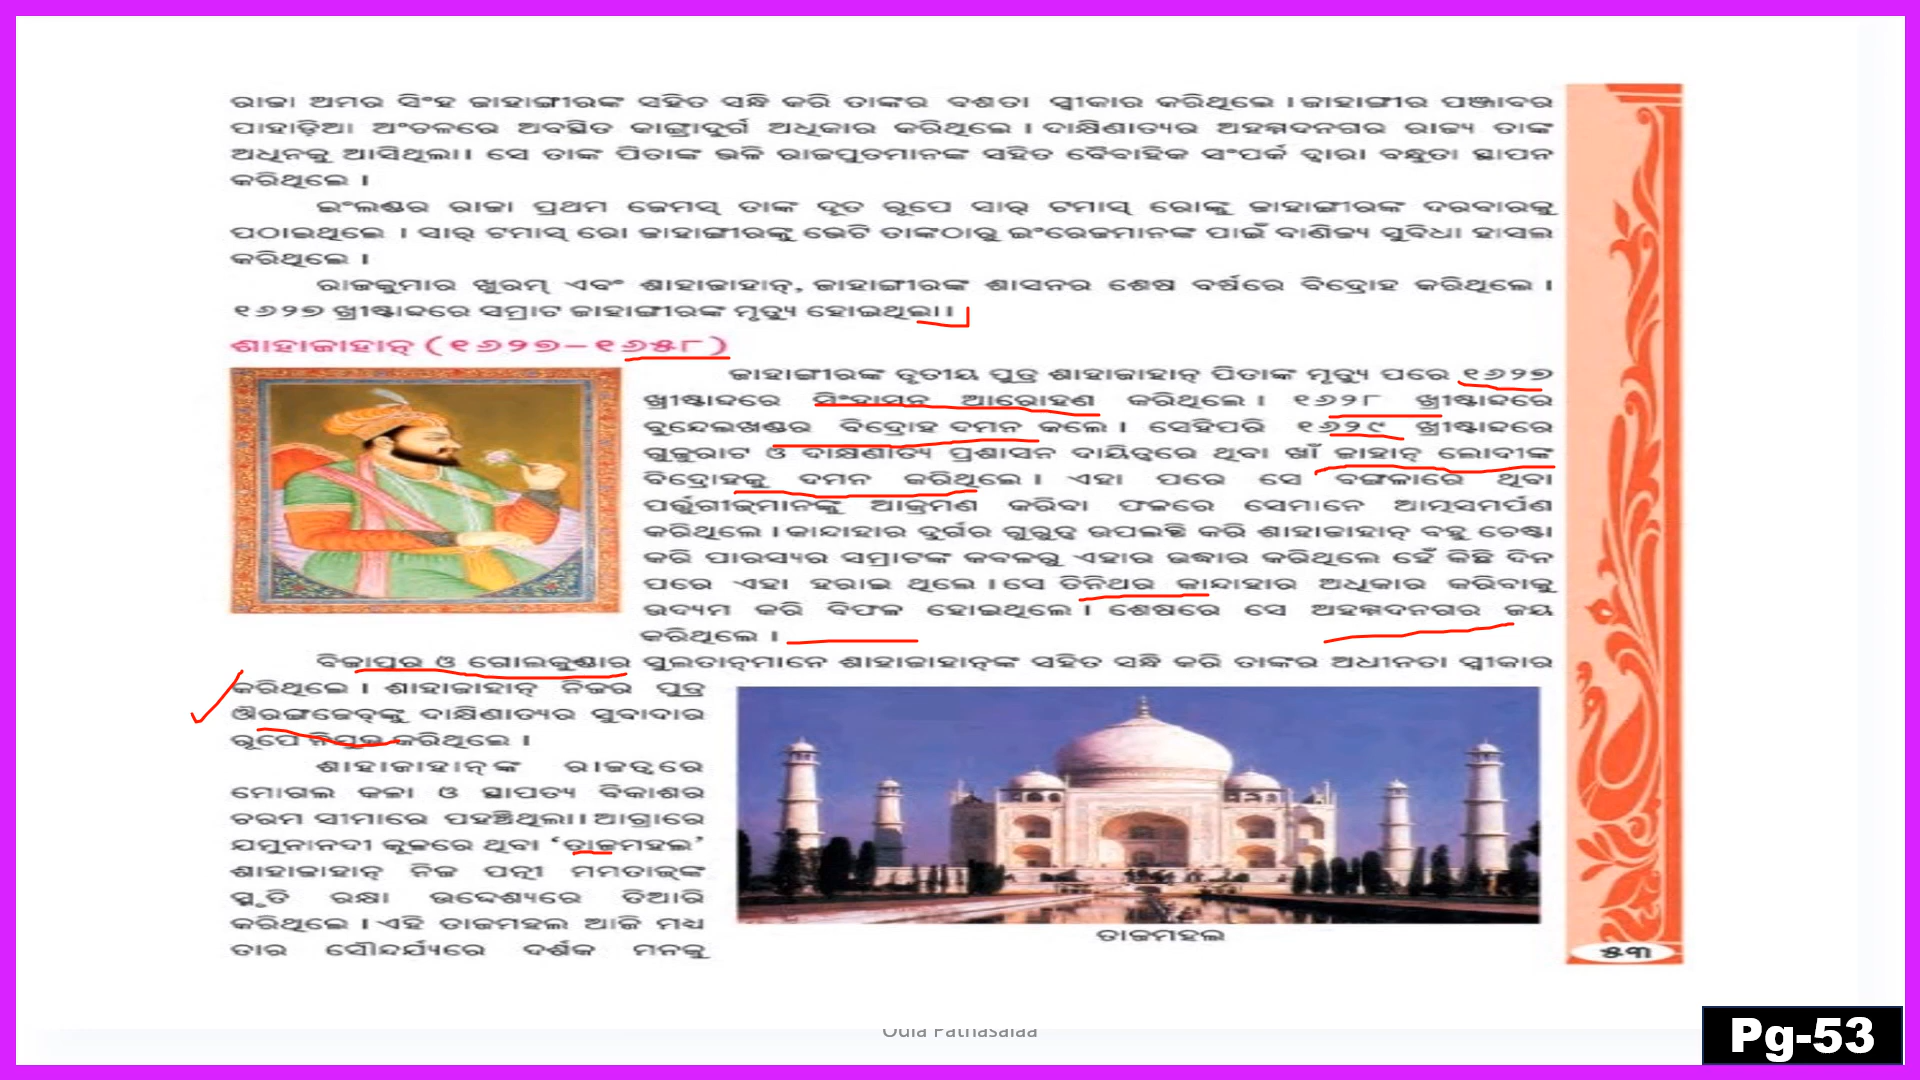 ରାଜା ଅମର ସିଂହ ଜାହାଙ୍ଗୀରଙ୍କ ସହିତ ସନ୍ଧି କରି ତାଙ୍କର ବଶତା ସ୍ୱୀକାର କରିଥିଲେ । ଜାହାଙ୍ଗୀର ପଞ୍ଜାବର
ପାହାଡ଼ିଆ ଅଂଚଳରେ ଅବସ୍ଥିତ କାଙ୍ଗ୍ରାଦୁର୍ଗ ଅଧିକାର କରିଥିଲେ । ଦାକ୍ଷିଣାତ୍ୟର ଅହମ୍ମଦନଗର ରାଜ୍ୟ ତାଙ୍କ
ଅଧିନକୁ ଆସିଥିଲା । ସେ ତାଙ୍କ ପିତାଙ୍କ ଭଳି ରାଜପୁତମାନଙ୍କ ସହିତ ବୈବାହିକ ସଂପର୍କ ଦ୍ୱାରା ବନ୍ଧୁତା ସ୍ଥାପନ
କରିଥିଲେ ।
ଇଂଲଣ୍ଡର ରାଜା ପ୍ରଥମ ଜେମସ୍ ତାଙ୍କ ଦୂତ ରୂପେ ସାର୍ ଟମାସ୍ ରୋଙ୍କୁ ଜାହାଙ୍ଗୀରଙ୍କ ଦରବାରକୁ
ପଠାଇଥିଲେ । ସାର୍ ଟମାସ୍ ରୋ ଜାହାଙ୍ଗୀରଙ୍କୁ ଭେଟି ତାଙ୍କଠାରୁ ଇଂରେଜମାନଙ୍କ ପାଇଁ ବାଣିଜ୍ୟ ସୁବିଧା ହାସଲ
କରିଥିଲେ ।
ରାଜକୁମାର ଖୁରମ୍ ଏବଂ ଶାହାଜାହାନ୍, ଜାହାଙ୍ଗୀରଙ୍କ ଶାସନର ଶେଷ ବର୍ଷରେ ବିଦ୍ରୋହ କରିଥିଲେ ।
୧୬୨୭ ଖ୍ରୀଷ୍ଟାବ୍ଦରେ ସମ୍ରାଟ ଜାହାଙ୍ଗୀରଙ୍କ ମୃତ୍ୟୁ ହୋଇଥିଲା ।
ଶାହାଜାହାନ୍ (୧୬୨୭–୧୬୫୮)
ଜାହାଙ୍ଗୀରଙ୍କ ତୃତୀୟ ପୁତ୍ର ଶାହାଜାହାନ୍ ପିତାଙ୍କ ମୃତ୍ୟୁ ପରେ ୧୬୨୭
ଖ୍ରୀଷ୍ଟାବ୍ଦରେ ସିଂହାସନ ଆରୋହଣ କରିଥିଲେ । ୧୬୨୮ ଖ୍ରୀଷ୍ଟାବ୍ଦରେ
ବୁନ୍ଦେଲଖଣ୍ଡର ବିଦ୍ରୋହ ଦମନ କଲେ । ସେହିପରି ୧୬୨୯ ଖ୍ରୀଷ୍ଟାବ୍ଦରେ
ଗୁଜୁରାଟ ଓ ଦାକ୍ଷିଣାତ୍ୟ ପ୍ରଶାସନ ଦାୟିତ୍ୱରେ ଥିବା ଖାଁ ଜାହାନ୍ ଲୋଦୀଙ୍କ
ବିଦ୍ରୋହକୁ ଦମନ କରିଥିଲେ । ଏହା ପରେ ସେ ବଙ୍ଗଳାରେ ଥିବା
ପର୍ତ୍ତୁଗୀଜ୍‌ମାନଙ୍କୁ ଆକ୍ରମଣ କରିବା ଫଳରେ ସେମାନେ ଆତ୍ମସମର୍ପଣ
କରିଥିଲେ । କାନ୍ଦାହାର ଦୁର୍ଗର ଗୁରୁତ୍ୱ ଉପଲବ୍ଧି କରି ଶାହାଜାହାନ୍ ବହୁ ଚେଷ୍ଟା
କରି ପାରସ୍ୟର ସମ୍ରାଟଙ୍କ କବଳରୁ ଏହାର ଉଦ୍ଧାର କରିଥିଲେ ହେଁ କିଛି ଦିନ
ପରେ ଏହା ହରାଇ ଥିଲେ । ସେ ତିନିଥର କାନ୍ଦାହାର ଅଧିକାର କରିବାକୁ
ଉଦ୍ୟମ କରି ବିଫଳ ହୋଇଥିଲେ । ଶେଷରେ ସେ ଅହମ୍ମଦନଗର ଜୟ
କରିଥିଲେ ।
ବିଜାପୁର ଓ ଗୋଲକୁଣ୍ଡାର ସୁଲତାନ୍‌ମାନେ ଶାହାଜାହାନ୍‌ଙ୍କ ସହିତ ସନ୍ଧି କରି ତାଙ୍କର ଅଧୀନତା ସ୍ୱୀକାର
କରିଥିଲେ । ଶାହାଜାହାନ୍ ନିଜର ପୁତ୍ର
ଔରଙ୍ଗଜେବ୍‌ଙ୍କୁ ଦାକ୍ଷିଣାତ୍ୟର ସୁବାଦାର
ରୂପେ ନିଯୁକ୍ତ କରିଥିଲେ ।
ଶାହାଜାହାନ୍‌ଙ୍କ ରାଜତ୍ୱରେ
ମୋଗଲ କଳା ଓ ସ୍ଥାପତ୍ୟ ବିକାଶର
ଚରମ ସୀମାରେ ପହଞ୍ଚିଥିଲା । ଆଗ୍ରାରେ
ଯମୁନାନଦୀ କୂଳରେ ଥିବା ‘ତାଜମହଲ’
ଶାହାଜାହାନ୍ ନିଜ ପତ୍ନୀ ମମତାଜ୍‌ଙ୍କ
ସ୍ମୃତି ରକ୍ଷା ଉଦ୍ଦେଶ୍ୟରେ ତିଆରି
କରିଥିଲେ । ଏହି ତାଜମହଲ ଆଜି ମଧ୍ୟ
ତାର ସୌନ୍ଦର୍ଯ୍ୟରେ ଦର୍ଶକ ମନକୁ
ତାଜମହଲ
୫୩
Odia Pathasalaa
Pg-53